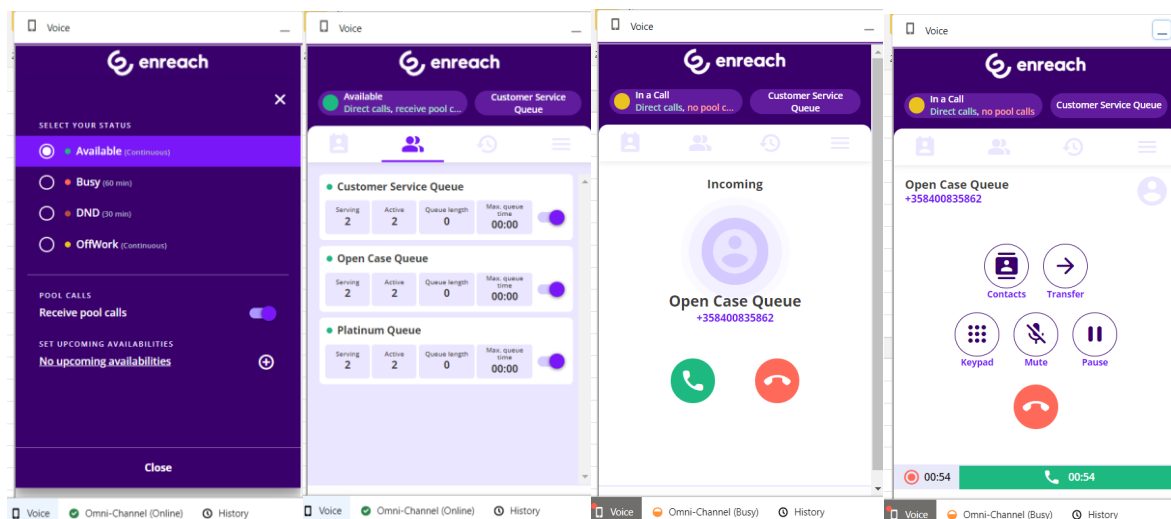 Voice
enreach
SELECT YOUR STATUS
Available (Continuous)
Busy (60 min)
DND (30 min)
OffWork (Continuous)
POOL CALLS
Receive pool calls
SET UPCOMING AVAILABILITIES
No upcoming availabilities
Close
Voice Omni-Channel (Online) History
Voice
enreach
Available
Direct calls, receive pool c...
Customer Service
Queue
Customer Service Queue
Serving Active Queue length Max. queue
time
2 2 0 00:00
Open Case Queue
Serving Active Queue length Max. queue
time
2 2 0 00:00
Platinum Queue
Serving Active Queue length Max. queue
time
2 2 0 00:00
Voice Omni-Channel (Online) History
Voice
enreach
In a Call
Direct calls, no pool c...
Customer Service
Queue
Incoming
Open Case Queue
+358400835862
Voice Omni-Channel (Busy) History
Voice
enreach
In a Call
Direct calls, no pool calls
Customer Service Queue
Open Case Queue
+358400835862
Contacts Transfer
Keypad Mute Pause
00:54 00:54
Voice Omni-Channel (Busy) History